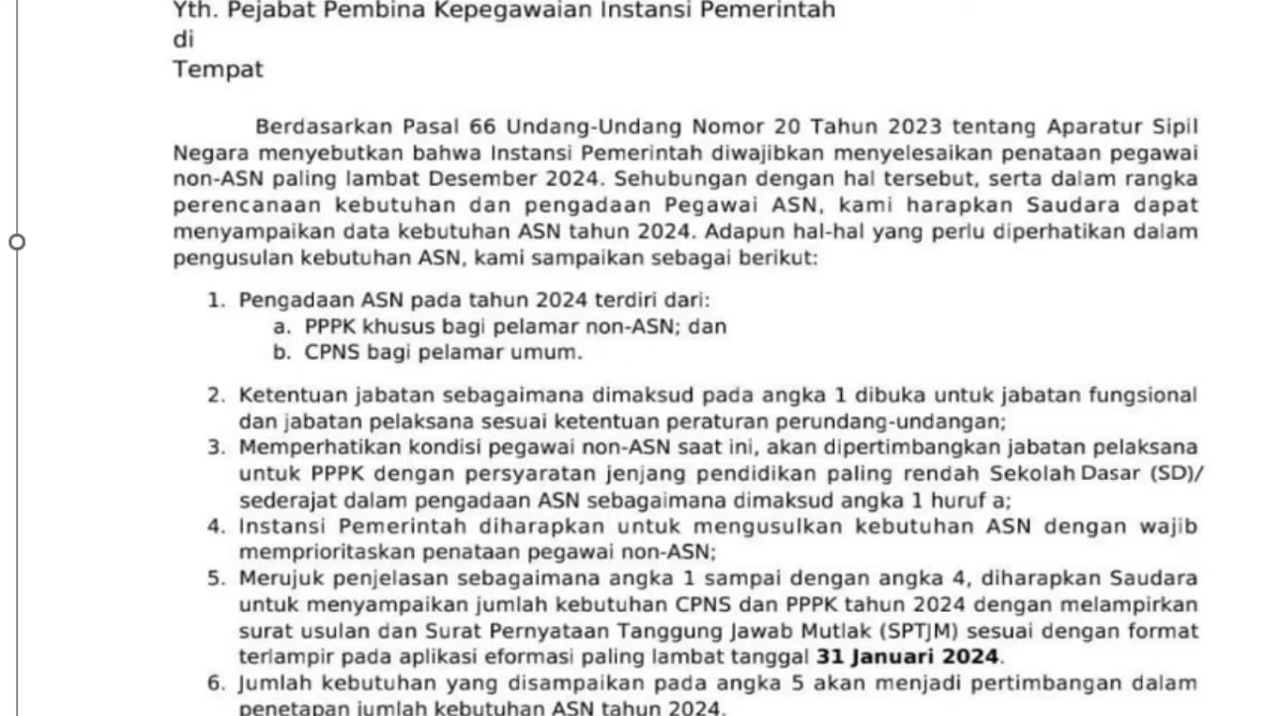 Yth. Pejabat Pembina Kepegawaian Instansi Pemerintah
di
Tempat
Berdasarkan Pasal 66 Undang-Undang Nomor 20 Tahun 2023 tentang Aparatur Sipil
Negara menyebutkan bahwa Instansi Pemerintah diwajibkan menyelesaikan penataan pegawai
non-ASN paling lambat Desember 2024. Sehubungan dengan hal tersebut, serta dalam rangka
perencanaan kebutuhan dan pengadaan Pegawai ASN, kami harapkan Saudara dapat
menyampaikan data kebutuhan ASN tahun 2024. Adapun hal-hal yang perlu diperhatikan dalam
pengusulan kebutuhan ASN, kami sampaikan sebagai berikut:
1. Pengadaan ASN pada tahun 2024 terdiri dari:
a. PPPK khusus bagi pelamar non-ASN; dan
b. CPNS bagi pelamar umum.
2. Ketentuan jabatan sebagaimana dimaksud pada angka 1 dibuka untuk jabatan fungsional
dan jabatan pelaksana sesuai ketentuan peraturan perundang-undangan;
3. Memperhatikan kondisi pegawai non-ASN saat ini, akan dipertimbangkan jabatan pelaksana
untuk PPPK dengan persyaratan jenjang pendidikan paling rendah Sekolah Dasar (SD)/
sederajat dalam pengadaan ASN sebagaimana dimaksud angka 1 huruf a;
4. Instansi Pemerintah diharapkan untuk mengusulkan kebutuhan ASN dengan wajib
memprioritaskan penataan pegawai non-ASN;
5. Merujuk penjelasan sebagaimana angka 1 sampai dengan angka 4, diharapkan Saudara
untuk menyampaikan jumlah kebutuhan CPNS dan PPPK tahun 2024 dengan melampirkan
surat usulan dan Surat Pernyataan Tanggung Jawab Mutlak (SPTJM) sesuai dengan format
terlampir pada aplikasi eformasi paling lambat tanggal 31 Januari 2024.
6. Jumlah kebutuhan yang disampaikan pada angka 5 akan menjadi pertimbangan dalam
penetapan jumlah kebutuhan ASN tahun 2024.